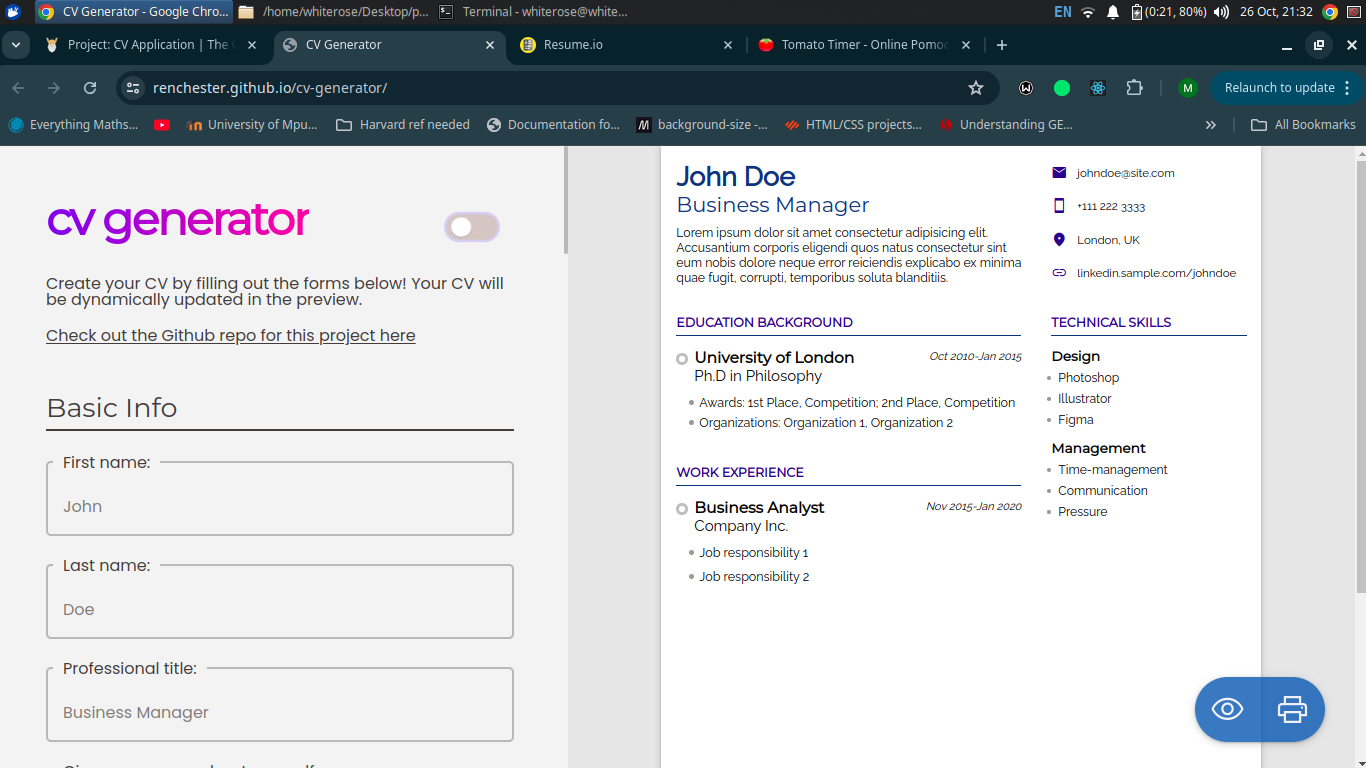 CV Generator - Google Chro...
/home/whiterose/Desktop/p...
Terminal - whiterose@white...
EN
(0:21, 80%)
26 Oct, 21:32
Project: CV Application | The
CV Generator
Resume.io
Tomato Timer - Online Pomod
renchester.github.io/cv-generator/
M
Relaunch to update
Everything Maths...
University of Mpu...
Harvard ref needed
Documentation fo...
background-size -...
HTML/CSS projects...
Understanding GE...
All Bookmarks
cv generator
Create your CV by filling out the forms below! Your CV will
be dynamically updated in the preview.
Check out the Github repo for this project here
Basic Info
First name:
John
Last name:
Doe
Professional title:
Business Manager
John Doe
Business Manager
Lorem ipsum dolor sit amet consectetur adipisicing elit.
Accusantium corporis eligendi quos natus consectetur sint
eum nobis dolore neque error reiciendis explicabo ex minima
quae fugit, corrupti, temporibus soluta blanditiis.
johndoe@site.com
+111 222 3333
London, UK
linkedin.sample.com/johndoe
EDUCATION BACKGROUND
University of London
Oct 2010-Jan 2015
Ph.D in Philosophy
Awards: 1st Place, Competition; 2nd Place, Competition
Organizations: Organization 1, Organization 2
WORK EXPERIENCE
Business Analyst
Nov 2015-Jan 2020
Company Inc.
Job responsibility 1
Job responsibility 2
TECHNICAL SKILLS
Design
Photoshop
Illustrator
Figma
Management
Time-management
Communication
Pressure